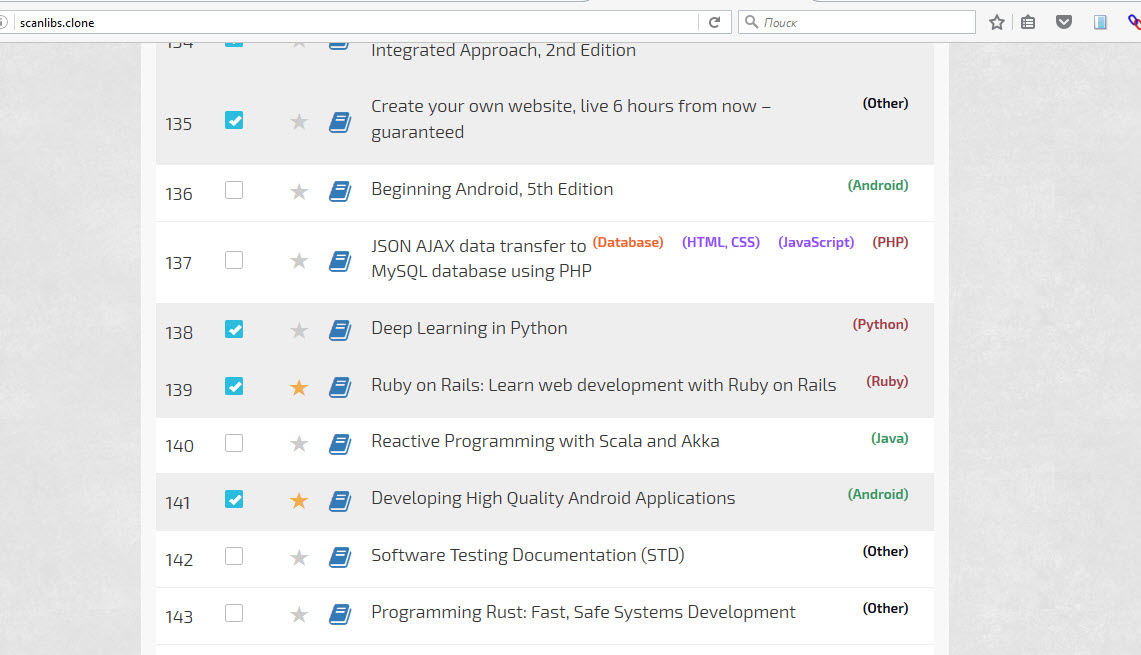 scanlibs.clone
Поиск
134
Integrated Approach, 2nd Edition
135
Create your own website, live 6 hours from now –
guaranteed
(Other)
136
Beginning Android, 5th Edition
(Android)
137
JSON AJAX data transfer to
MySQL database using PHP
(Database) (HTML, CSS) (JavaScript) (PHP)
138
Deep Learning in Python
(Python)
139
Ruby on Rails: Learn web development with Ruby on Rails
(Ruby)
140
Reactive Programming with Scala and Akka
(Java)
141
Developing High Quality Android Applications
(Android)
142
Software Testing Documentation (STD)
(Other)
143
Programming Rust: Fast, Safe Systems Development
(Other)